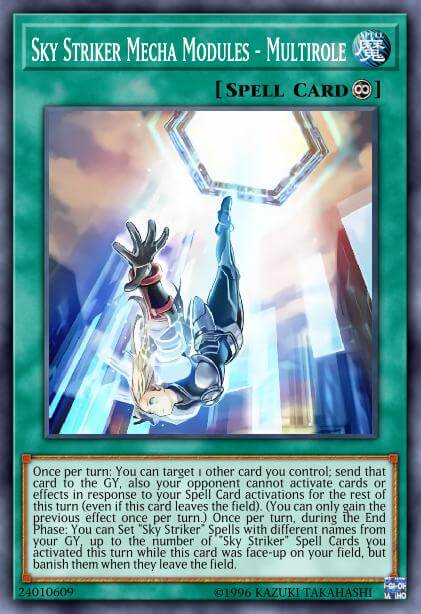 SKY STRIKER MECHA MODULES - MULTIROLE
SPELL
魔
[SPELL CARD]
Once per turn: You can target 1 other card you control; send that
card to the GY, also your opponent cannot activate cards or
effects in response to your Spell Card activations for the rest of
this turn (even if this card leaves the field). (You can only gain the
previous effect once per turn.) Once per turn, during the End
Phase: You can Set "Sky Striker" Spells with different names from
your GY, up to the number of "Sky Striker" Spell Cards you
activated this turn while this card was face-up on your field, but
banish them when they leave the field.
24010609
©1996 KAZUKI TAKAHASHI